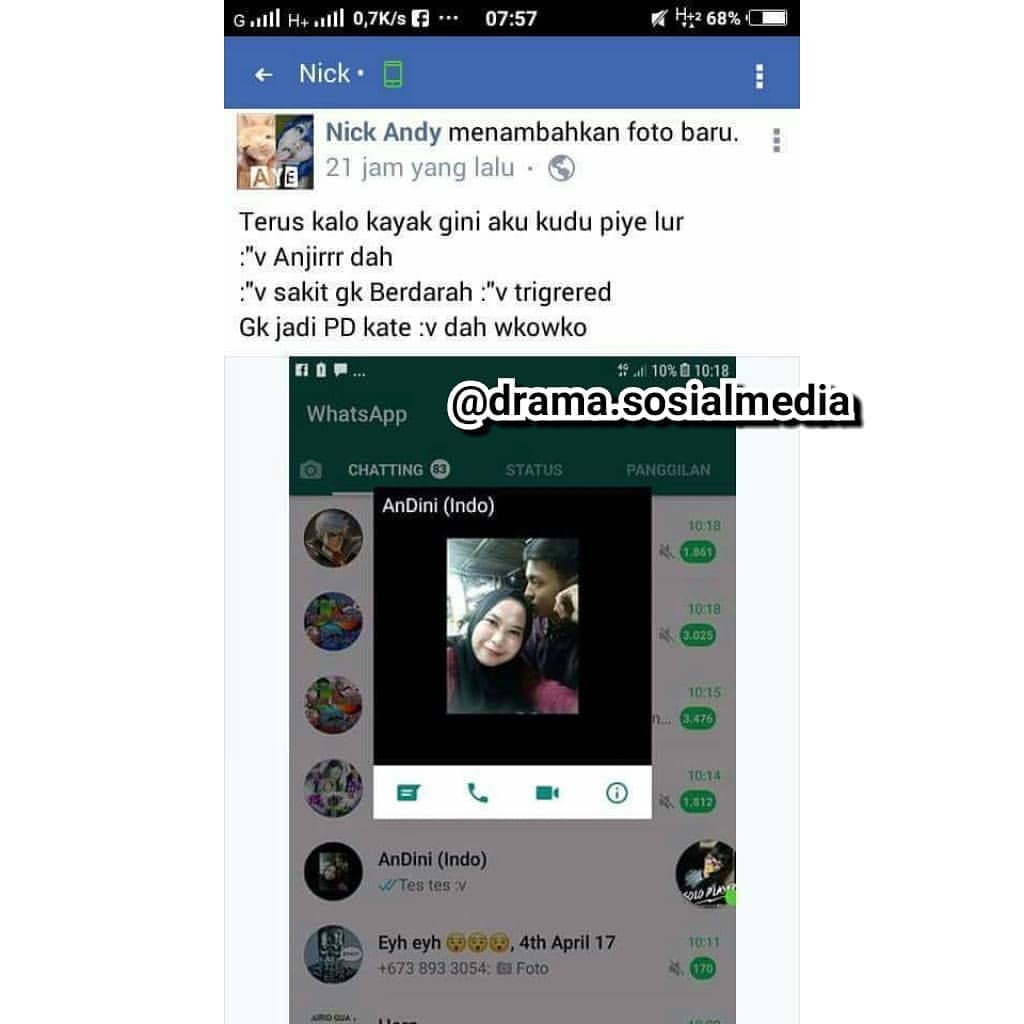 G H+ 0,7K/s ... 07:57 H+2 68%
Nick •
Nick Andy menambahkan foto baru.
21 jam yang lalu ·
AYE
Terus kalo kayak gini aku kudu piye lur
:"v Anjirrr dah
:"v sakit gk Berdarah :"v trigrered
Gk jadi PD kate :v dah wkowko
... 4G 10% 10:18
@drama.sosialmedia
WhatsApp
CHATTING 83 STATUS PANGGILAN
AnDini (Indo)
10:18
1.861
10:18
3.025
10:15
n... 3.476
10:14
1.812
AnDini (Indo)
Tes tes :v
SOLO PLAYER
Eyh eyh 😵😵😵, 4th April 17 10:11
+673 893 3054: Foto 170